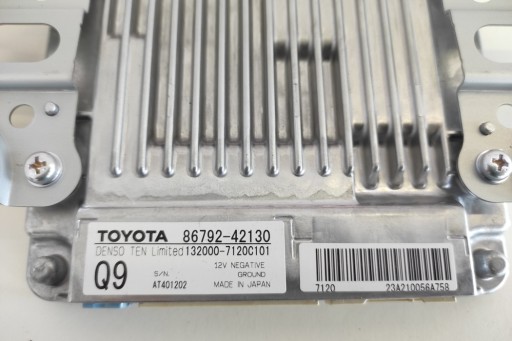 TOYOTA 86792-42130
DENSO TEN Limited 132000-7120C101
Q9 S/N. 12V NEGATIVE GROUND
AT401202 MADE IN JAPAN
7120 23A210056A758